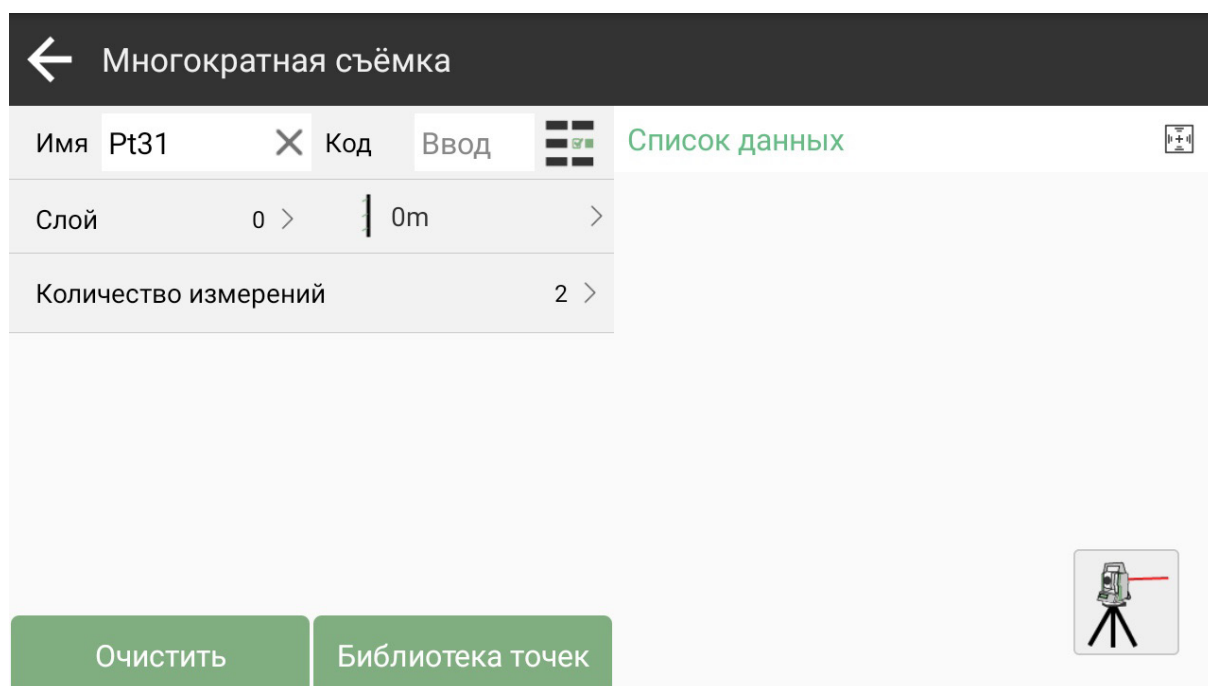 Многократная съёмка
Имя Pt31 Код Ввод
Список данных
Слой 0 0m
Количество измерений 2
Очистить Библиотека точек